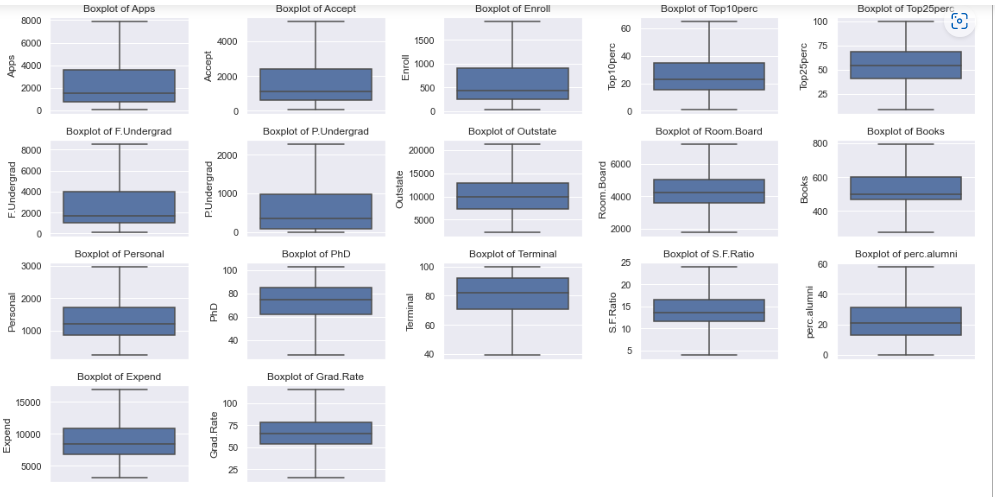 Boxplot of Apps
Boxplot of Accept
Boxplot of Enroll
Boxplot of Top10perc
Boxplot of Top25perc
Apps
8000
6000
4000
2000
0
Accept
4000
2000
0
Enroll
1500
1000
500
0
Top10perc
60
40
20
0
Top25perc
100
75
50
25
Boxplot of F.Undergrad
Boxplot of P.Undergrad
Boxplot of Outstate
Boxplot of Room.Board
Boxplot of Books
F.Undergrad
8000
6000
4000
2000
0
P.Undergrad
2000
1000
0
Outstate
20000
15000
10000
5000
Room.Board
6000
4000
2000
Books
800
600
400
Boxplot of Personal
Boxplot of PhD
Boxplot of Terminal
Boxplot of S.F.Ratio
Boxplot of perc.alumni
Personal
3000
2000
1000
PhD
100
80
60
40
Terminal
100
80
60
40
S.F.Ratio
25
20
15
10
5
perc.alumni
60
40
20
0
Boxplot of Expend
Boxplot of Grad.Rate
Expend
15000
10000
5000
Grad.Rate
100
75
50
25